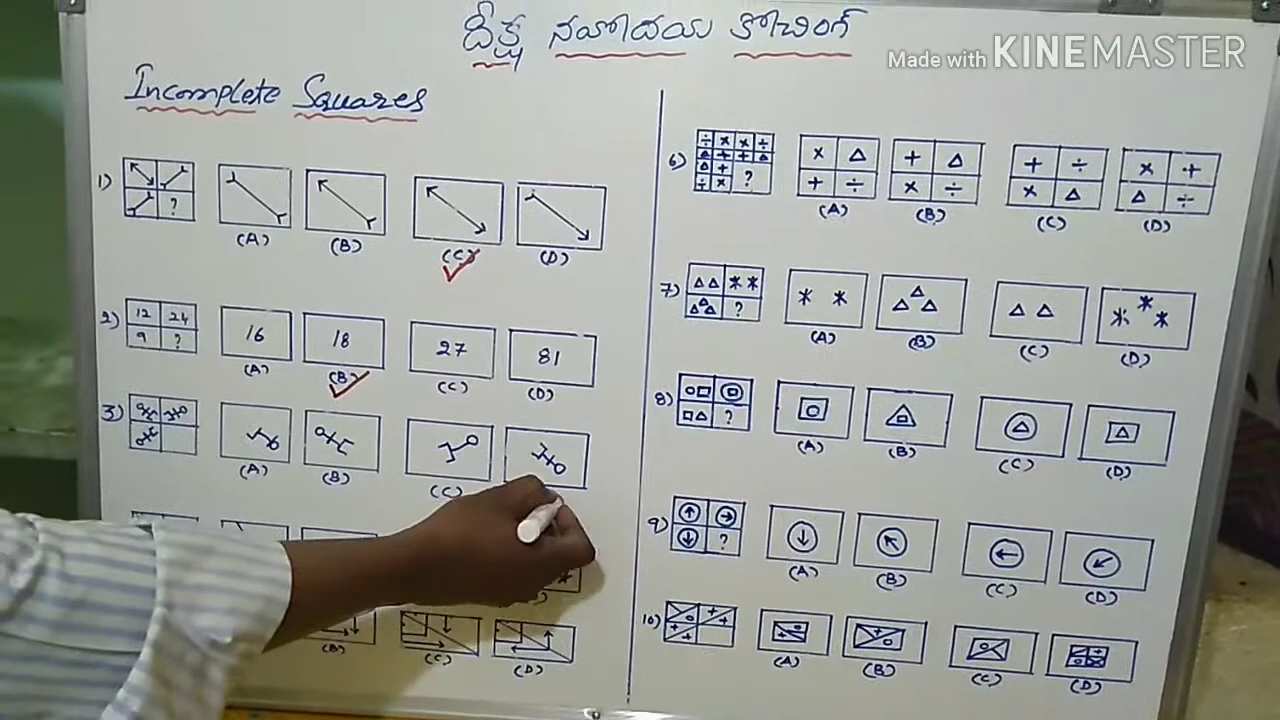 దీక్ష నవోదయ కోచింగ్
Made with KINEMASTER
Incomplete Squares
1) ?
(A) (B) (C) (D)
2) 12 24
9 ?
16 18 27 81
(A) (B) (C) (D)
3)
(A) (B) (C)
(B) (C) (D)
6) ÷ × × ÷
△ + + △
△ + ?
÷ ×
× △ + △ + ÷ × +
+ ÷ × ÷ × △ △ ÷
(A) (B) (C) (D)
7) ?
(A) (B) (C) (D)
8) ?
(A) (B) (C) (D)
9) ?
(A) (B) (C) (D)
10)
(A) (B) (C) (D)